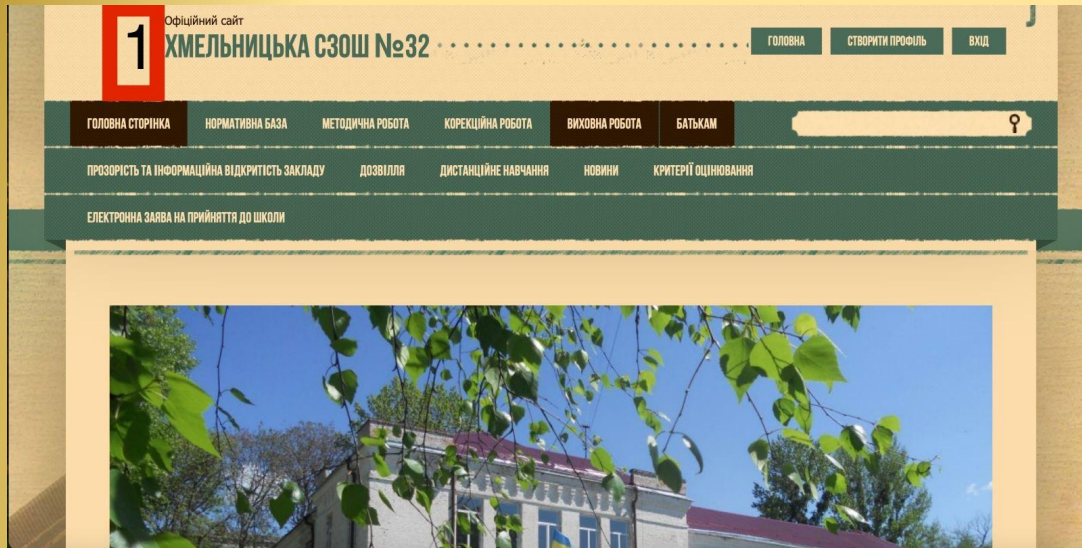 1
Офіційний сайт
ХМЕЛЬНИЦЬКА СЗОШ №32
ГОЛОВНА СТВОРИТИ ПРОФІЛЬ ВХІД
ГОЛОВНА СТОРІНКА НОРМАТИВНА БАЗА МЕТОДИЧНА РОБОТА КОРЕКЦІЙНА РОБОТА ВИХОВНА РОБОТА БАТЬКАМ
ПРОЗОРІСТЬ ТА ІНФОРМАЦІЙНА ВІДКРИТІСТЬ ЗАКЛАДУ ДОЗВІЛЛЯ ДИСТАНЦІЙНЕ НАВЧАННЯ НОВИНИ КРИТЕРІЇ ОЦІНЮВАННЯ
ЕЛЕКТРОННА ЗАЯВА НА ПРИЙНЯТТЯ ДО ШКОЛИ